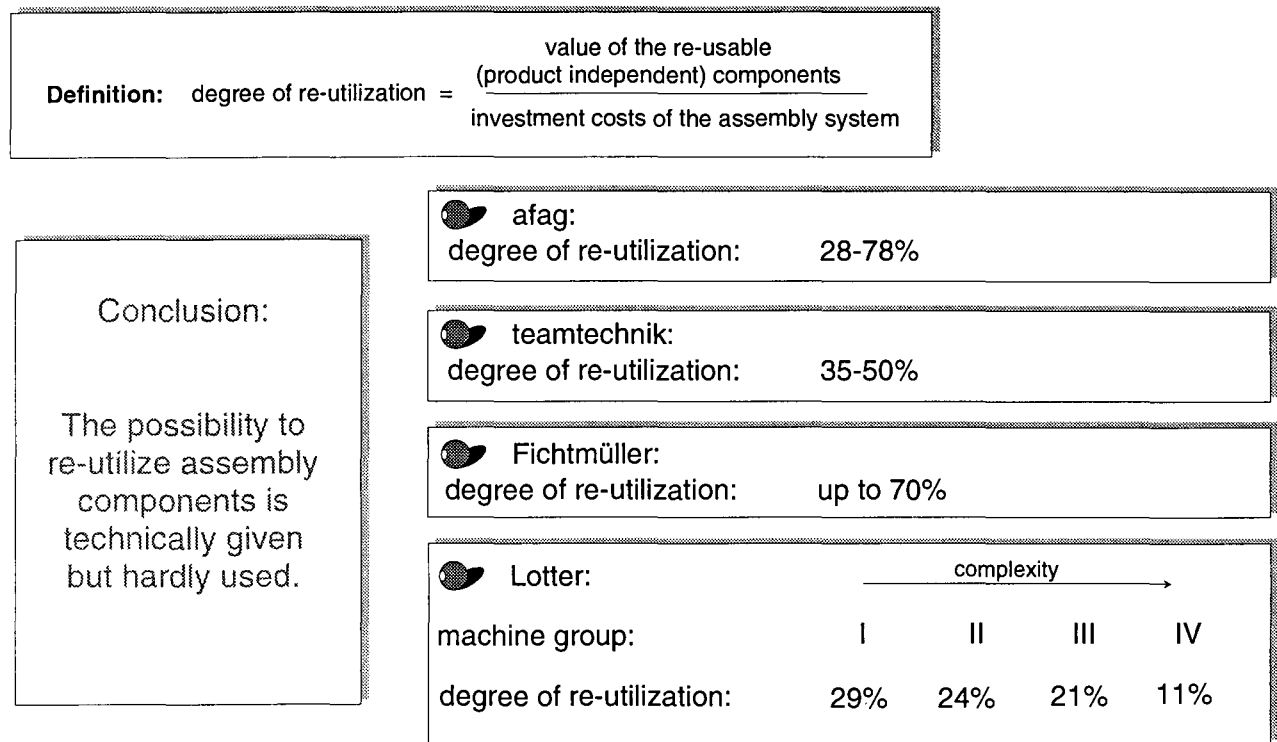 value of the re-usable
(product independent) components
Definition: degree of re-utilization =
investment costs of the assembly system
Conclusion:
The possibility to
re-utilize assembly
components is
technically given
but hardly used.
afag:
degree of re-utilization: 28-78%
teamtechnik:
degree of re-utilization: 35-50%
Fichtmüller:
degree of re-utilization: up to 70%
Lotter: complexity
machine group: I II III IV
degree of re-utilization: 29% 24% 21% 11%